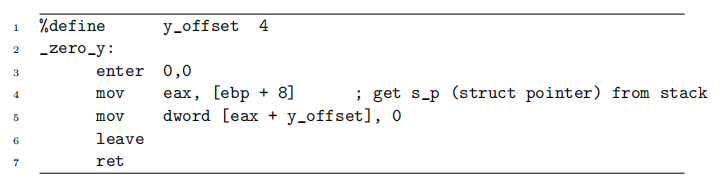 1 %define y_offset 4
2 _zero_y:
3 enter 0,0
4 mov eax, [ebp + 8] ; get s_p (struct pointer) from stack
5 mov dword [eax + y_offset], 0
6 leave
7 ret